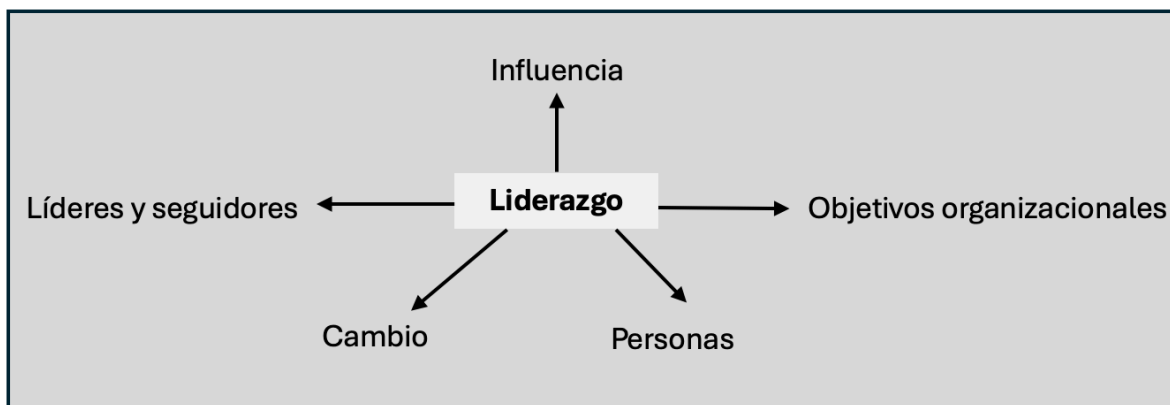 Influencia
Líderes y seguidores
Liderazgo
Objetivos organizacionales
Cambio
Personas